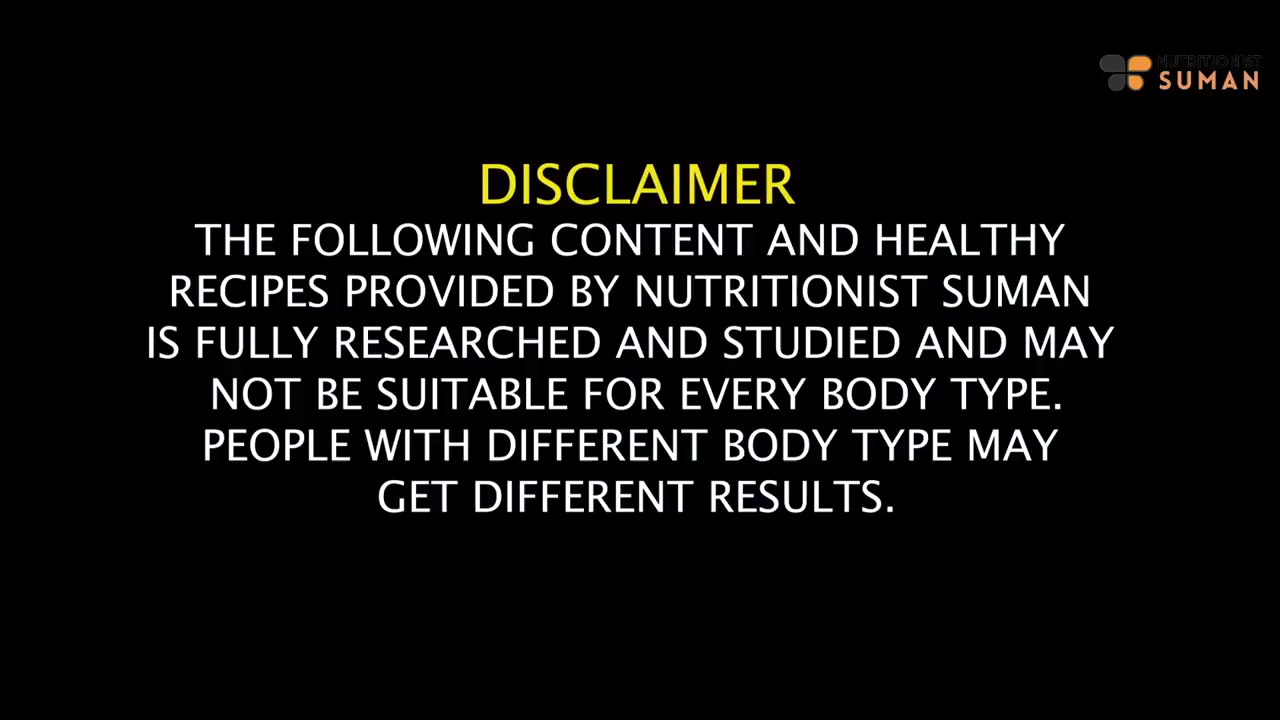 NUTRITIONIST
SUMAN
DISCLAIMER
THE FOLLOWING CONTENT AND HEALTHY
RECIPES PROVIDED BY NUTRITIONIST SUMAN
IS FULLY RESEARCHED AND STUDIED AND MAY
NOT BE SUITABLE FOR EVERY BODY TYPE.
PEOPLE WITH DIFFERENT BODY TYPE MAY
GET DIFFERENT RESULTS.